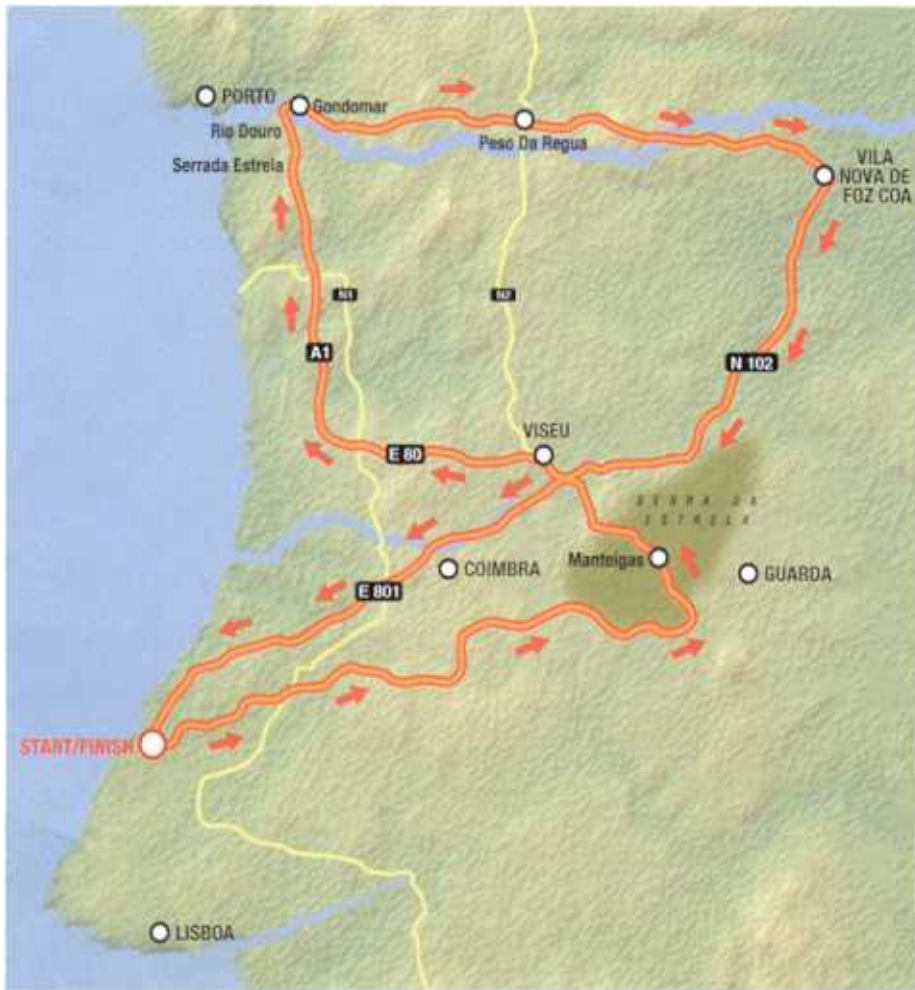 PORTO
Gondomar
Rio Douro
Serrada Estrela
Peso Da Regua
VILA
NOVA DE
FOZ COA
N1
N2
A1
N 102
VISEU
E 80
SERRA DA
ESTRELA
Manteigas
COIMBRA
GUARDA
E 801
START/FINISH
LISBOA